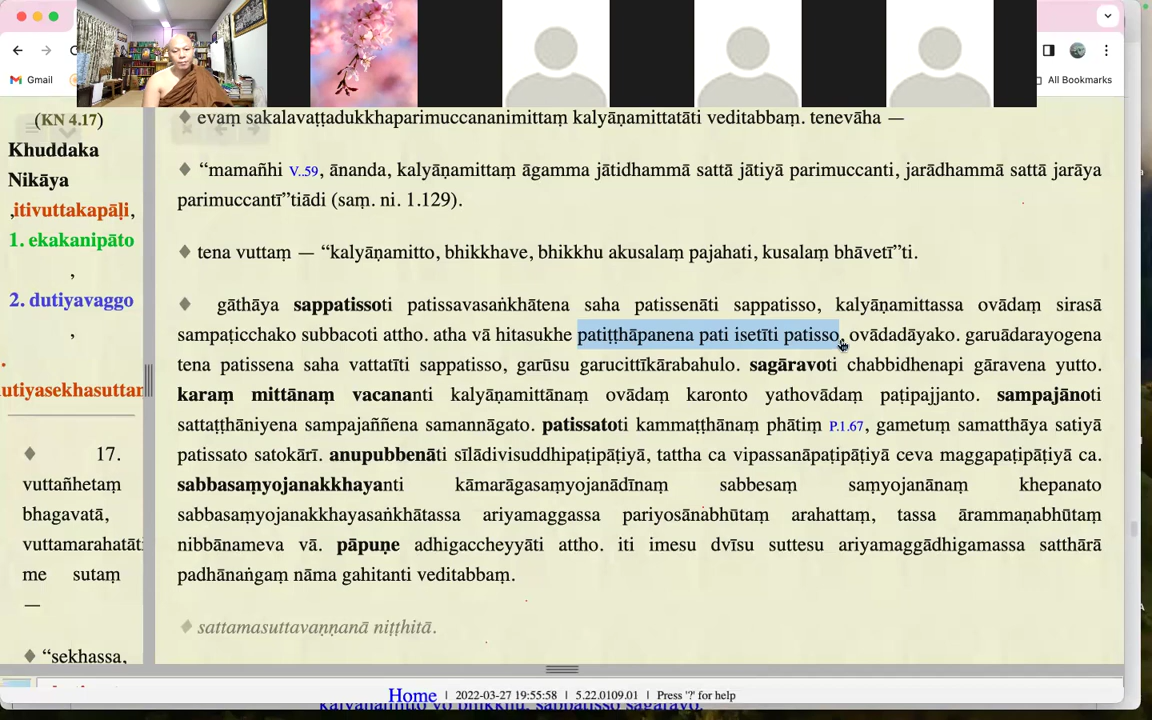 Gmail
All Bookmarks
(KN 4.17)
Khuddaka
Nikāya
,itivuttakapāḷi,
1. ekakanipāto
,
2. dutiyavaggo
,
.
utiyasekhasuttaṃ
♦ 17.
vuttañhetaṃ
bhagavatā,
vuttamarahatāti
me sutaṃ
—
♦ “sekhassa,
♦ evaṃ sakalavaṭṭadukkhaparimuccananimittaṃ kalyāṇamittatāti veditabbaṃ. tenevāha —
♦ “mamañhi V..59, ānanda, kalyāṇamittaṃ āgamma jātidhammā sattā jātiyā parimuccanti, jarādhammā sattā jarāya
parimuccantī”tiādi (saṃ. ni. 1.129).
♦ tena vuttaṃ — “kalyāṇamitto, bhikkhave, bhikkhu akusalaṃ pajahati, kusalaṃ bhāvetī”ti.
♦ gāthāya sappatissoti patissavasaṅkhātena saha patissenāti sappatisso, kalyāṇamittassa ovādaṃ sirasā
sampaṭicchako subbacoti attho. atha vā hitasukhe patiṭṭhāpanena pati isetīti patisso, ovādadāyako. garuādarayogena
tena patissena saha vattatīti sappatisso, garūsu garucittīkārabahulo. sagāravoti chabbidhenapi gāravena yutto.
karaṃ mittānaṃ vacananti kalyāṇamittānaṃ ovādaṃ karonto yathovādaṃ paṭipajjanto. sampajānoti
sattaṭṭhāniyena sampajaññena samannāgato. patissatoti kammaṭṭhānaṃ phātiṃ P.1.67, gametuṃ samatthāya satiyā
patissato satokārī. anupubbenāti sīlādivisuddhipaṭipāṭiyā, tattha ca vipassanāpaṭipāṭiyā ceva maggapaṭipāṭiyā ca.
sabbasaṃyojanakkhayanti kāmarāgasaṃyojanādīnaṃ sabbesaṃ saṃyojanānaṃ khepanato
sabbasaṃyojanakkhayasaṅkhātassa ariyamaggassa pariyosānabhūtaṃ arahattaṃ, tassa ārammaṇabhūtaṃ
nibbānameva vā. pāpuṇe adhigaccheyyāti attho. iti imesu dvīsu suttesu ariyamaggādhigamassa satthārā
padhānaṅgaṃ nāma gahitanti veditabbaṃ.
♦ sattamasuttavaṇṇanā niṭṭhitā.
Home | 2022-03-27 19:55:58 | 5.22.0109.01 | Press '?' for help